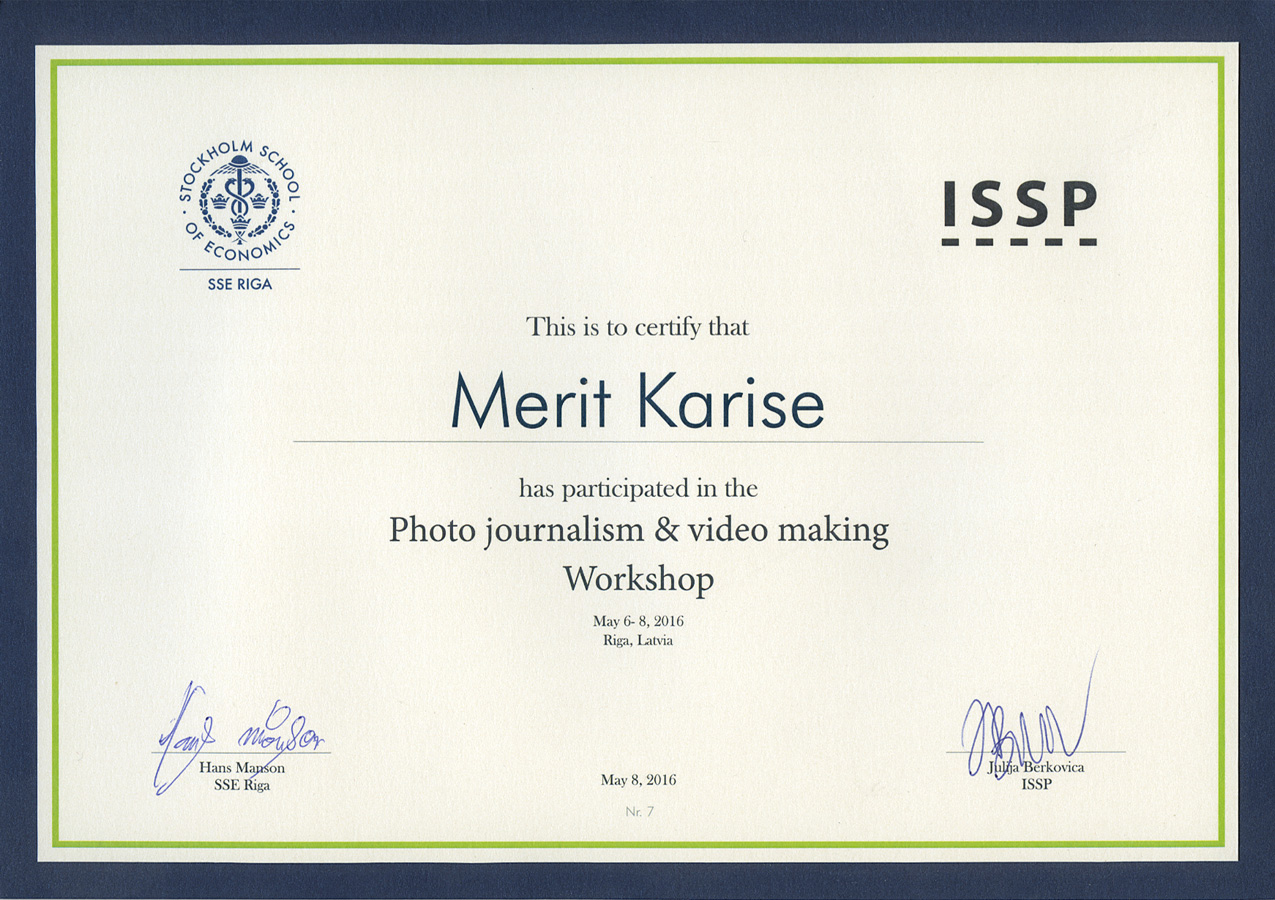 STOCKHOLM SCHOOL
· OF ECONOMICS ·
SSE RIGA
ISSP
This is to certify that
Merit Karise
has participated in the
Photo journalism & video making
Workshop
May 6- 8, 2016
Riga, Latvia
Hans Manson
Hans Manson
SSE Riga
May 8, 2016
Nr. 7
Julija Berkovica
ISSP